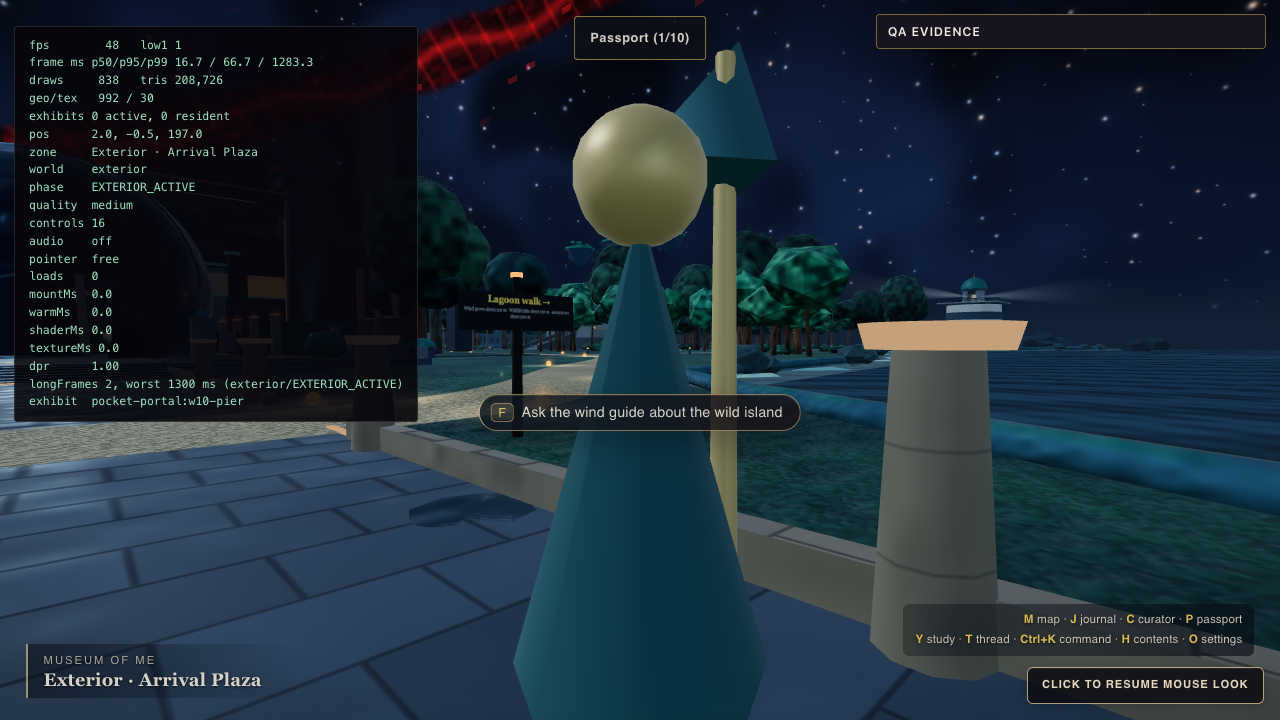 fps 48 low1 1
frame ms p50/p95/p99 16.7 / 66.7 / 1283.3
draws 838 tris 208,726
geo/tex 992 / 30
exhibits 0 active, 0 resident
pos 2.0, −0.5, 197.0
zone Exterior · Arrival Plaza
world exterior
phase EXTERIOR_ACTIVE
quality medium
controls 16
audio off
pointer free
loads 0
mountMs 0.0
warmMs 0.0
shaderMs 0.0
textureMs 0.0
dpr 1.00
longFrames 2, worst 1300 ms (exterior/EXTERIOR_ACTIVE)
exhibit pocket-portal:w10-pier
Passport (1/10)
QA EVIDENCE
Lagoon walk →
F Ask the wind guide about the wild island
M map · J journal · C curator · P passport
Y study · T thread · Ctrl+K command · H contents · O settings
CLICK TO RESUME MOUSE LOOK
MUSEUM OF ME
Exterior · Arrival Plaza